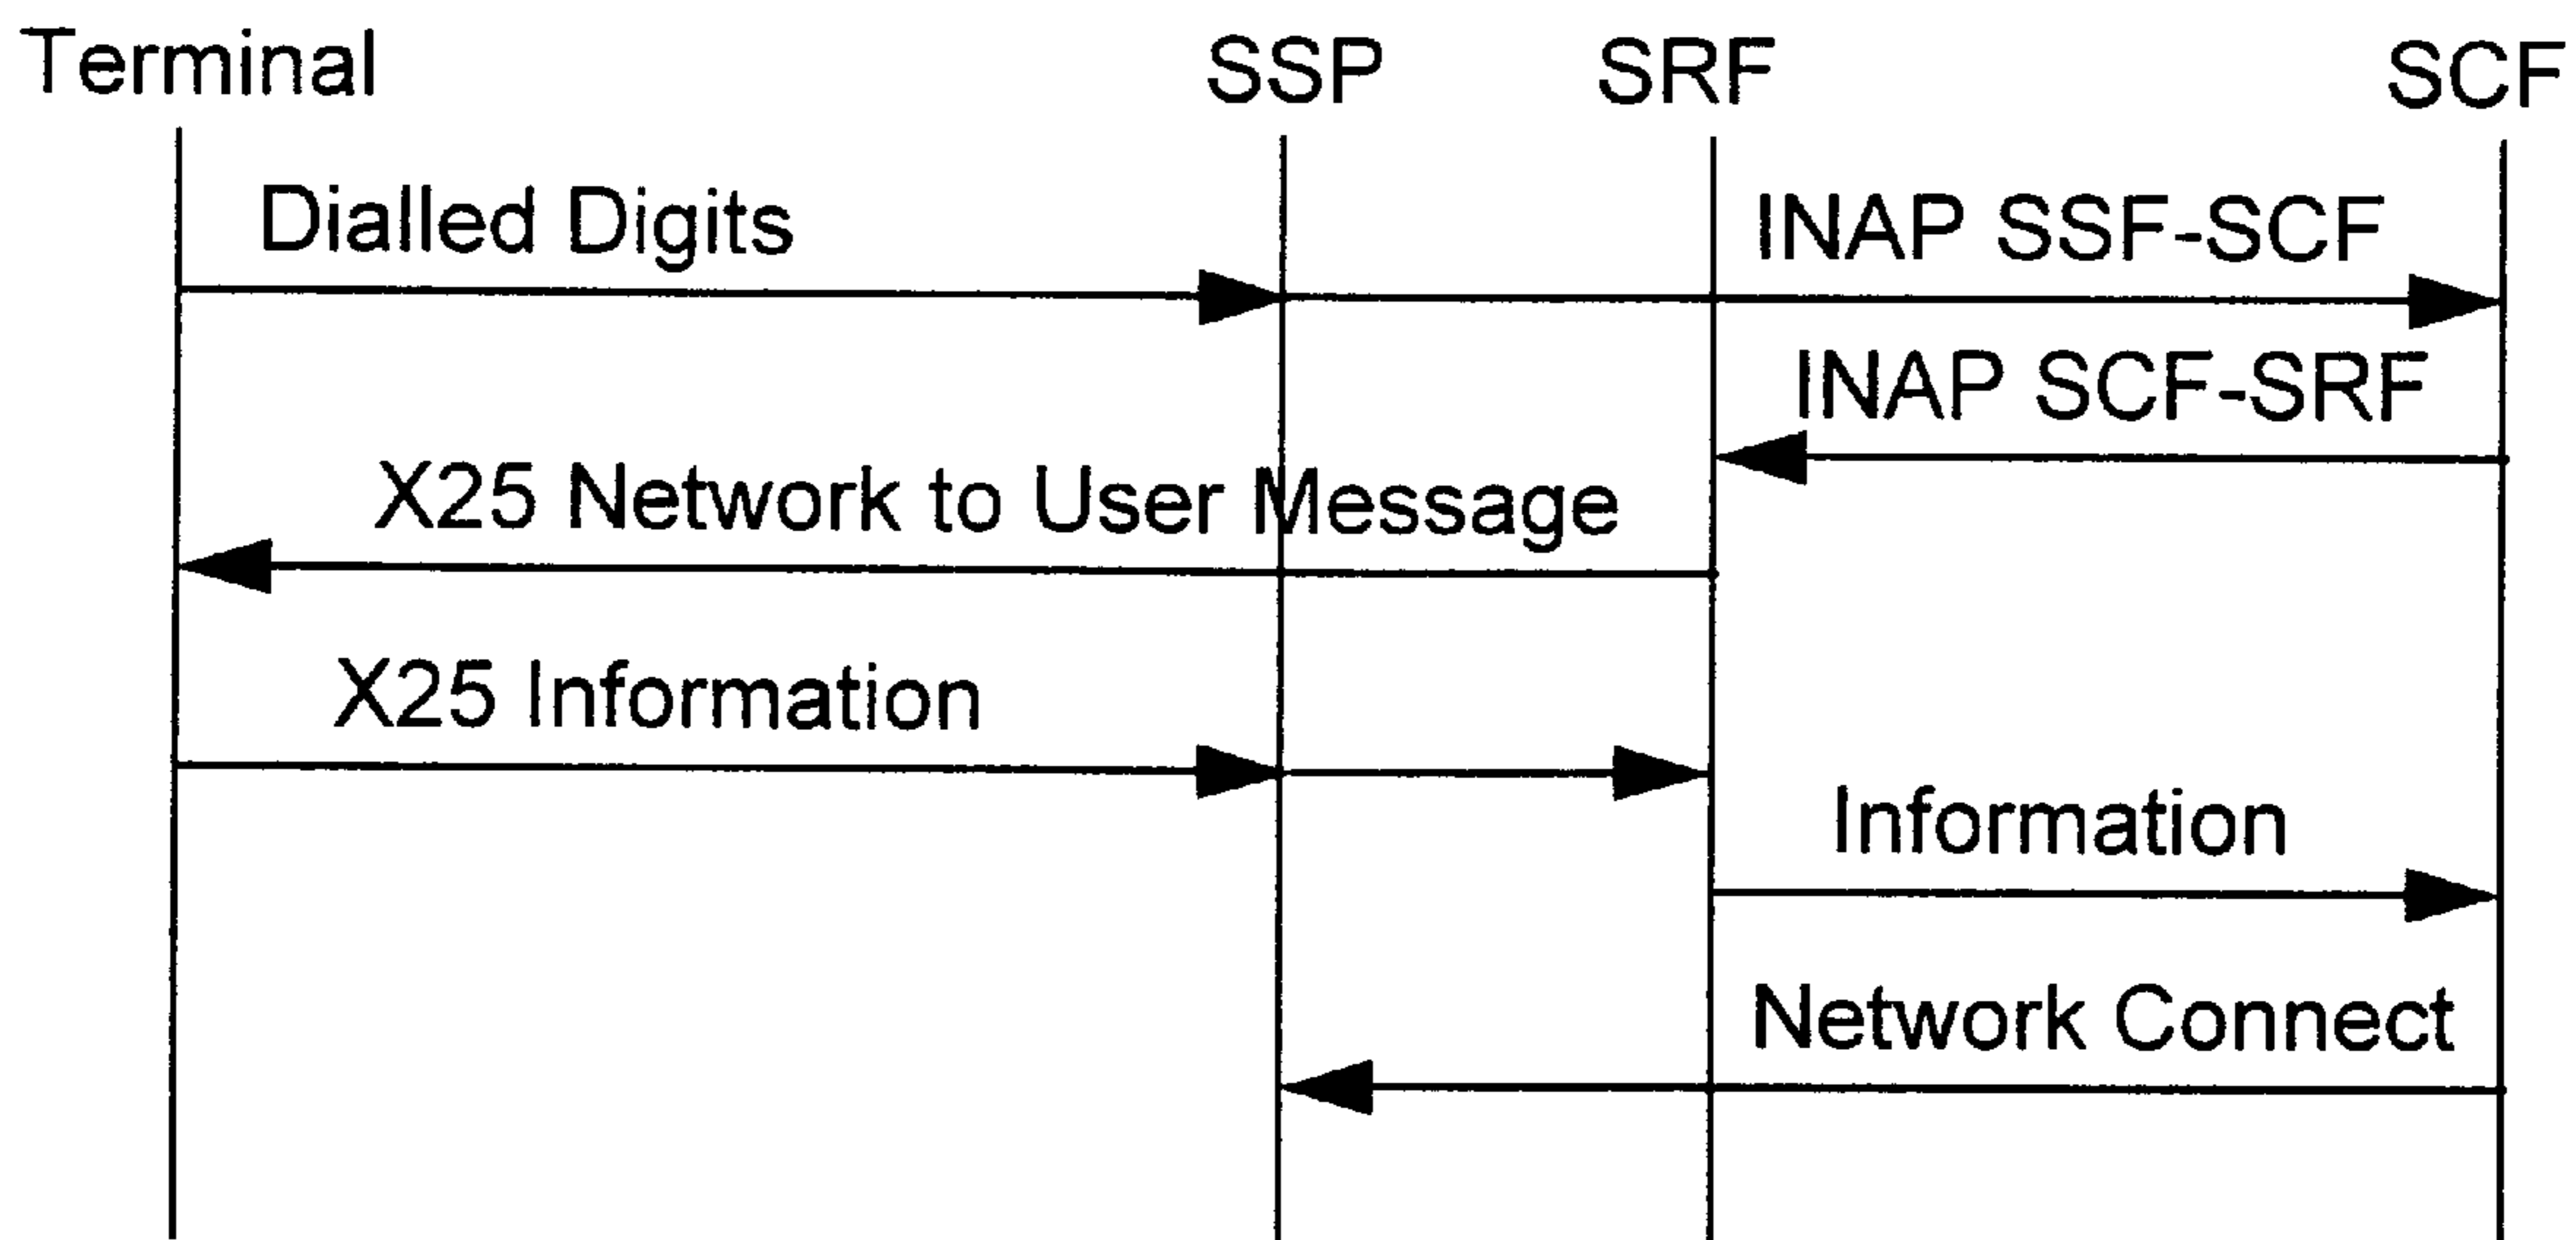 Terminal SSP SRF SCF
Dialled Digits INAP SSF-SCF
INAP SCF-SRF
X25 Network to User Message
X25 Information
Information
Network Connect